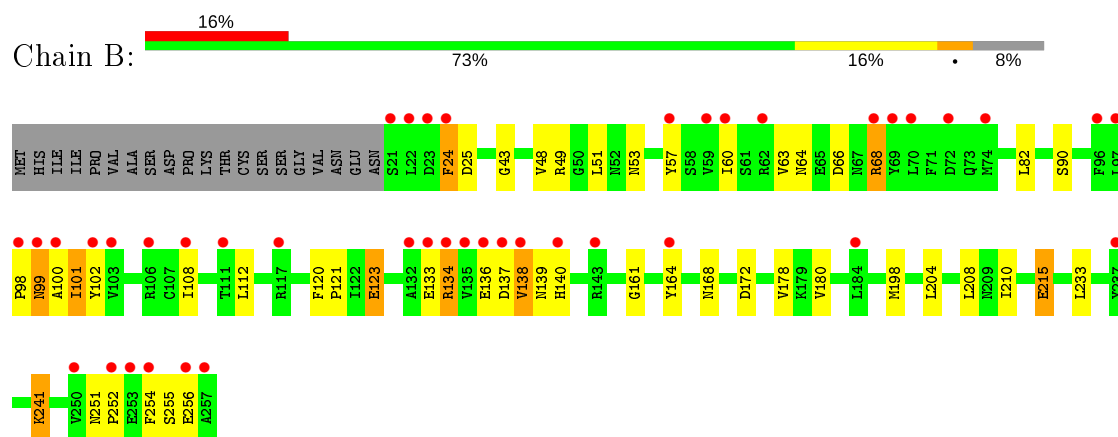 16%
Chain B:
73% 16% • 8%
MET HIS ILE ILE PRO VAL ALA SER ASP PRO LYS THR CYS SER SER GLY VAL ASN GLU ASN S21 L22 D23 F24 D25 G43 V48 R49 G50 L51 N52 N53 Y57 S58 V59 I60 S61 R62 V63 N64 E65 D66 N67 R68 Y69 L70 F71 D72 Q73 M74 L82 S90 F96 L97
P98 N99 A100 I101 Y102 V103 R106 C107 I108 T111 L112 R117 F120 P121 I122 E123 A132 E133 R134 V135 E136 D137 V138 N139 H140 R143 G161 Y164 N168 D172 V178 K179 V180 L184 M198 L204 L208 N209 I210 E215 L233 Y237
K241 V250 N251 P252 E253 F254 S255 E256 A257